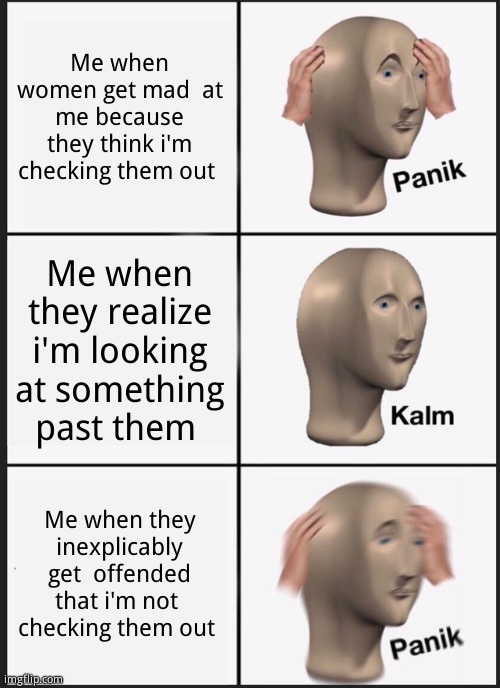 Me when
women get mad  at
me because
they think i'm
checking them out
Panik
Me when
they realize
i'm looking
at something
past them
Kalm
Me when they
inexplicably
get  offended
that i'm not
checking them out
Panik
imgflip.com